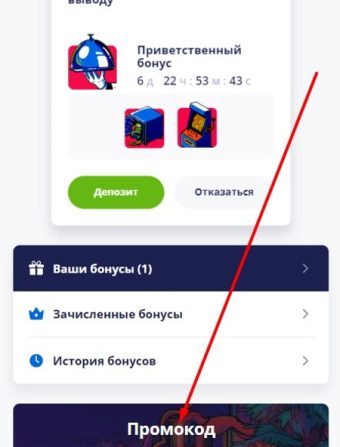 выводу
Приветственный
бонус
6 д 22 ч : 53 м : 43 с
Депозит
Отказаться
Ваши бонусы (1)
Зачисленные бонусы
История бонусов
Промокод